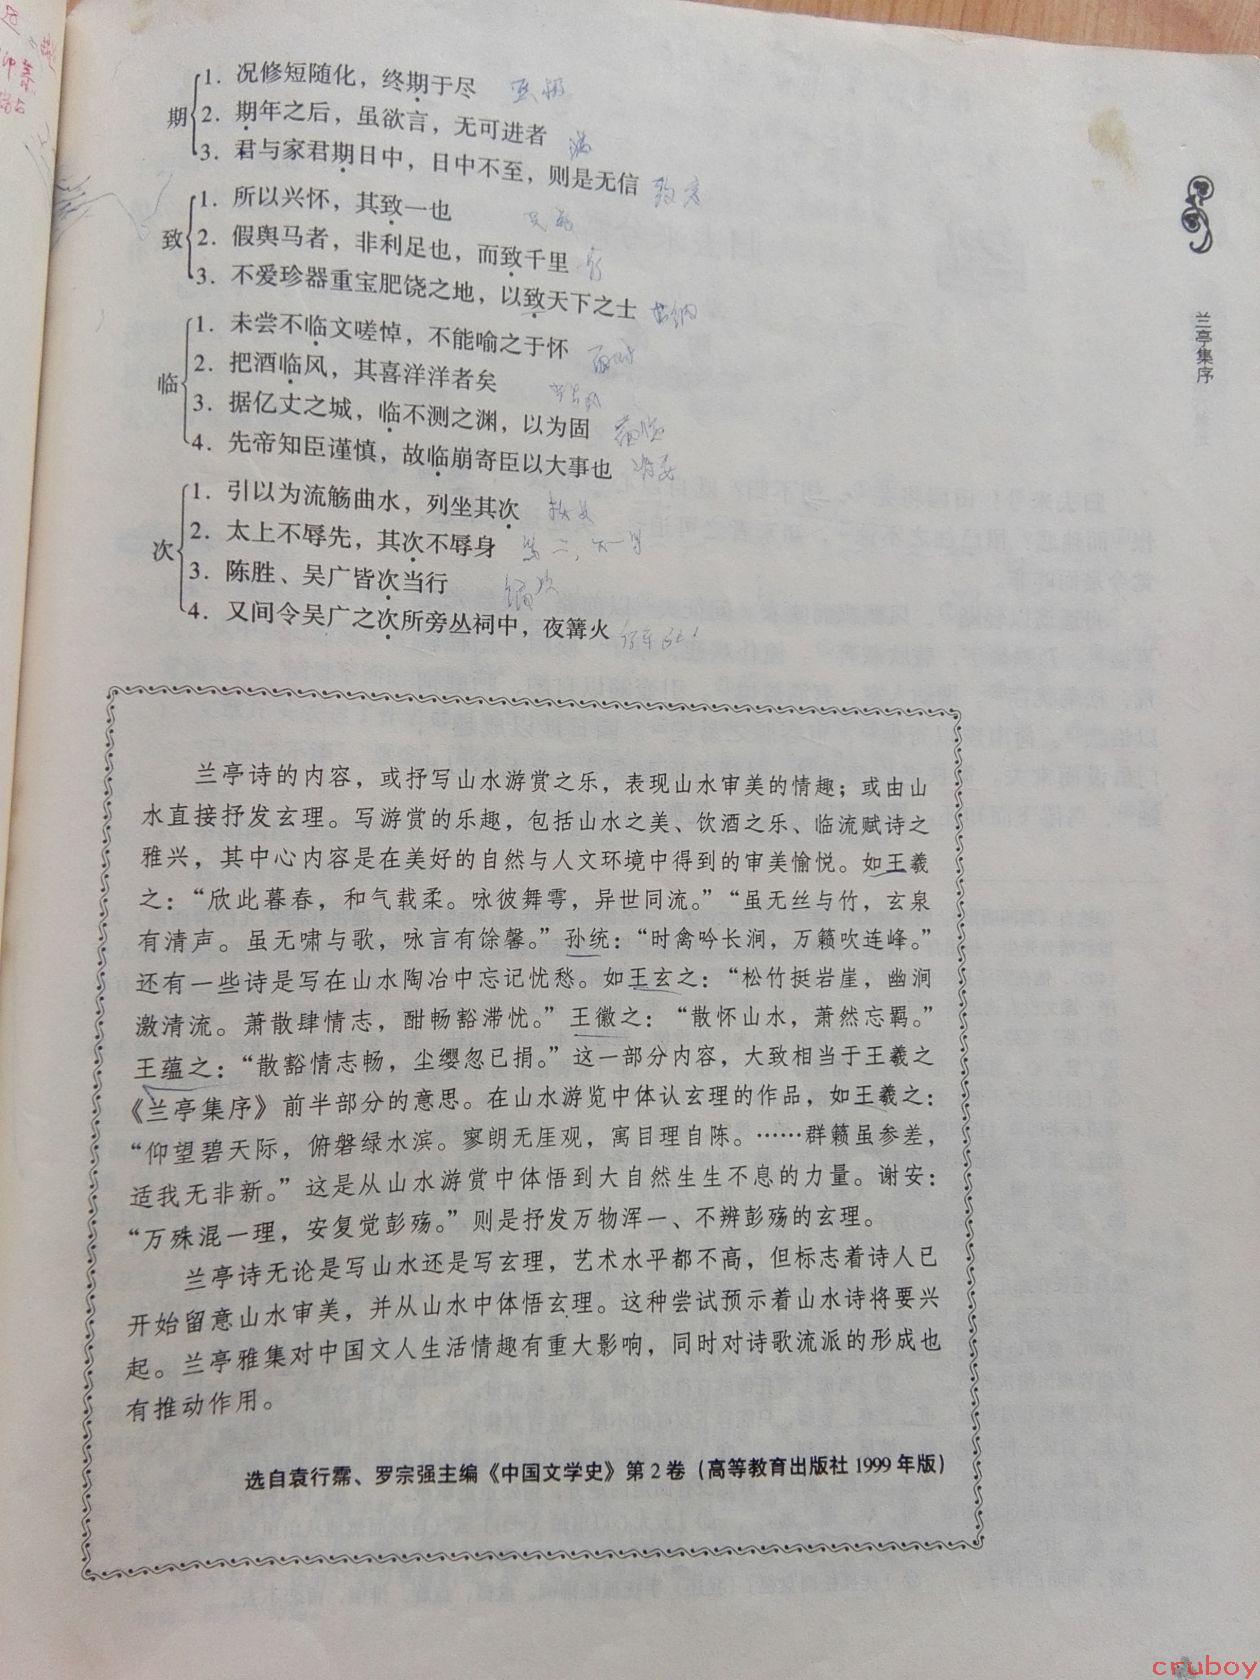 期
1. 况修短随化，终期于尽
2. 期年之后，虽欲言，无可进者
满
3. 君与家君期日中，日中不至，则是无信
致
1. 所以兴怀，其致一也
2. 假舆马者，非利足也，而致千里
3. 不爱珍器重宝肥饶之地，以致天下之士
临
1. 未尝不临文嗟悼，不能喻之于怀
2. 把酒临风，其喜洋洋者矣
3. 据亿丈之城，临不测之渊，以为固
4. 先帝知臣谨慎，故临崩寄臣以大事也
次
1. 引以为流觞曲水，列坐其次
2. 太上不辱先，其次不辱身
3. 陈胜、吴广皆次当行
4. 又间令吴广之次所旁丛祠中，夜篝火
兰亭集序
兰亭诗的内容，或抒写山水游赏之乐，表现山水审美的情趣；或由山
水直接抒发玄理。写游赏的乐趣，包括山水之美、饮酒之乐、临流赋诗之
雅兴，其中心内容是在美好的自然与人文环境中得到的审美愉悦。如王羲
之：“欣此暮春，和气载柔。咏彼舞雩，异世同流。”“虽无丝与竹，玄泉
有清声。虽无啸与歌，咏言有馀馨。”孙统：“时禽吟长涧，万籁吹连峰。”
还有一些诗是写在山水陶冶中忘记忧愁。如王玄之：“松竹挺岩崖，幽涧
激清流。萧散肆情志，酣畅豁滞忧。”王徽之：“散怀山水，萧然忘羁。”
王蕴之：“散豁情志畅，尘缨忽已捐。”这一部分内容，大致相当于王羲之
《兰亭集序》前半部分的意思。在山水游览中体认玄理的作品，如王羲之：
“仰望碧天际，俯磐绿水滨。寥朗无厓观，寓目理自陈。……群籁虽参差，
适我无非新。”这是从山水游赏中体悟到大自然生生不息的力量。谢安：
“万殊混一理，安复觉彭殇。”则是抒发万物浑一、不辨彭殇的玄理。
兰亭诗无论是写山水还是写玄理，艺术水平都不高，但标志着诗人已
开始留意山水审美，并从山水中体悟玄理。这种尝试预示着山水诗将要兴
起。兰亭雅集对中国文人生活情趣有重大影响，同时对诗歌流派的形成也
有推动作用。
选自袁行霈、罗宗强主编《中国文学史》第2卷（高等教育出版社1999年版）
cruboy